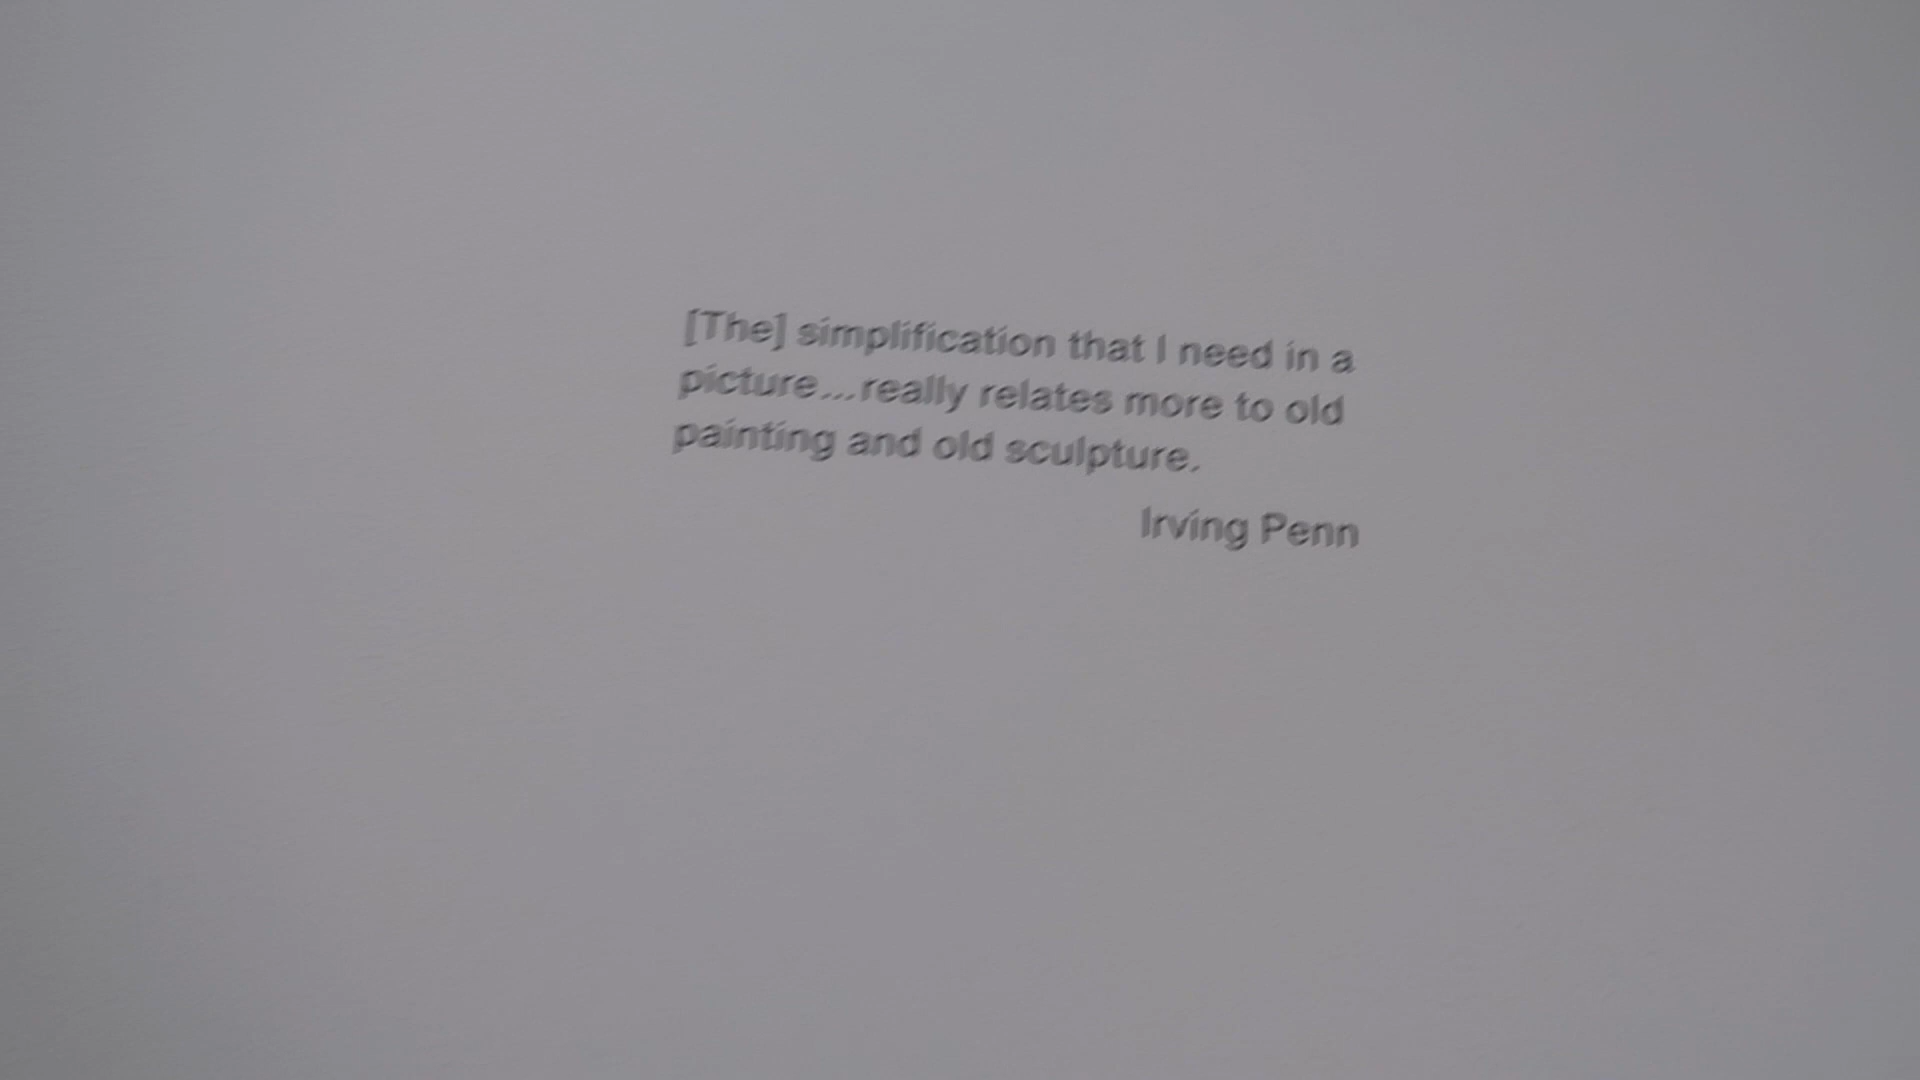 [The] simplification that I need in a
picture...really relates more to old
painting and old sculpture.
Irving Penn